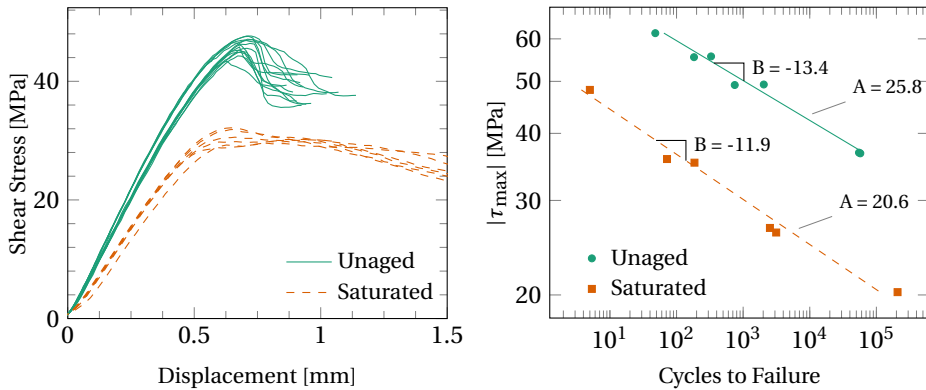 40
20
0
0
0.5
1
1.5
Shear Stress [MPa]
Displacement [mm]
Unaged
Saturated
60
50
40
30
20
|τmax| [MPa]
B = -13.4
A = 25.8
B = -11.9
A = 20.6
Unaged
Saturated
10¹
10²
10³
10⁴
10⁵
Cycles to Failure